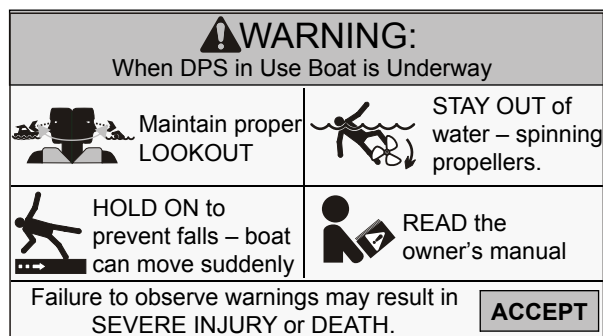 WARNING:
When DPS in Use Boat is Underway
Maintain proper
LOOKOUT
STAY OUT of
water – spinning
propellers.
HOLD ON to
prevent falls – boat
can move suddenly
READ the
owner’s manual
Failure to observe warnings may result in
SEVERE INJURY or DEATH.
ACCEPT